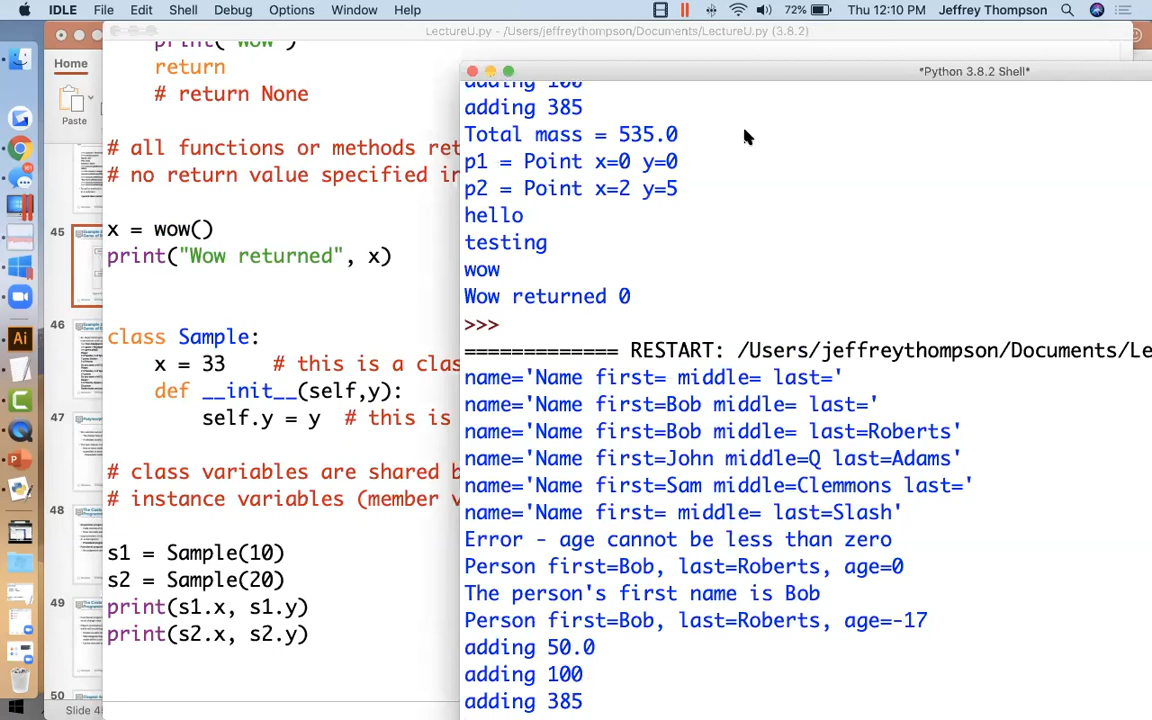 IDLE File Edit Shell Debug Options Window Help 72% Thu 12:10 PM Jeffrey Thompson
LectureU.py - /Users/jeffreythompson/Documents/LectureU.py (3.8.2)
Home
Paste
45
46
47
48
49
50
Slide 4
print("Wow")
return
# return None
# all functions or methods ret
# no return value specified in
x = wow()
print("Wow returned", x)
class Sample:
x = 33 # this is a clas
def __init__(self,y):
self.y = y # this is
# class variables are shared b
# instance variables (member v
s1 = Sample(10)
s2 = Sample(20)
print(s1.x, s1.y)
print(s2.x, s2.y)
*Python 3.8.2 Shell*
adding 100
adding 385
Total mass = 535.0
p1 = Point x=0 y=0
p2 = Point x=2 y=5
hello
testing
wow
Wow returned 0
>>>
============= RESTART: /Users/jeffreythompson/Documents/Le
name='Name first= middle= last='
name='Name first=Bob middle= last='
name='Name first=Bob middle= last=Roberts'
name='Name first=John middle=Q last=Adams'
name='Name first=Sam middle=Clemmons last='
name='Name first= middle= last=Slash'
Error - age cannot be less than zero
Person first=Bob, last=Roberts, age=0
The person's first name is Bob
Person first=Bob, last=Roberts, age=-17
adding 50.0
adding 100
adding 385